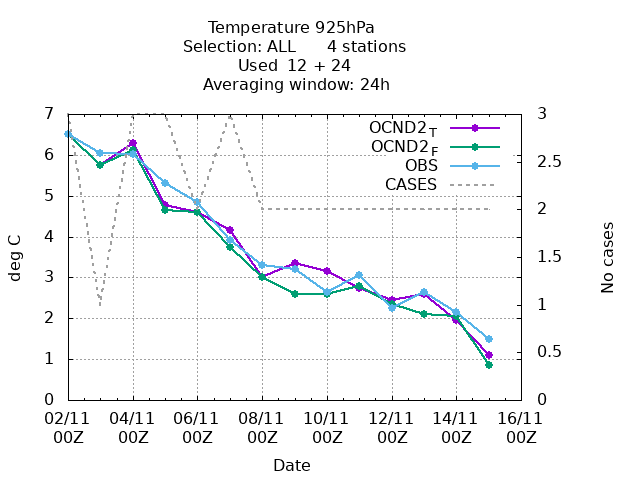 Temperature 925hPa
Selection: ALL 4 stations
Used 12 + 24
Averaging window: 24h
OCND2_T
OCND2_F
OBS
CASES
deg C
7
6
5
4
3
2
1
0
3
2.5
2
1.5
1
0.5
0
No cases
02/11 04/11 06/11 08/11 10/11 12/11 14/11 16/11
00Z 00Z 00Z 00Z 00Z 00Z 00Z 00Z
Date